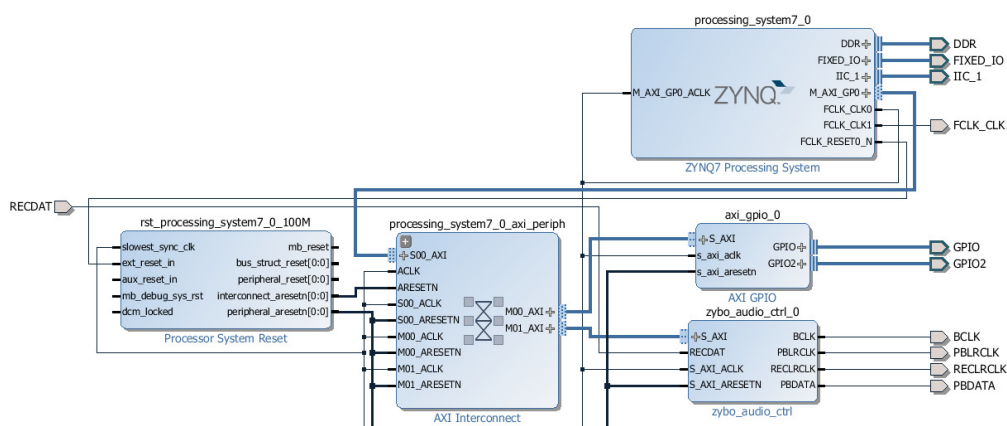 processing_system7_0
DDR
FIXED_IO
IIC_1
M_AXI_GP0
FCLK_CLK0
FCLK_CLK1
FCLK_RESET0_N
M_AXI_GP0_ACLK
ZYNQ
ZYNQ7 Processing System
DDR
FIXED_IO
IIC_1
FCLK_CLK
RECDAT
rst_processing_system7_0_100M
slowest_sync_clk
ext_reset_in
aux_reset_in
mb_debug_sys_rst
dcm_locked
mb_reset
bus_struct_reset[0:0]
peripheral_reset[0:0]
interconnect_aresetn[0:0]
peripheral_aresetn[0:0]
Processor System Reset
processing_system7_0_axi_periph
S00_AXI
ACLK
ARESETN
S00_ACLK
S00_ARESETN
M00_ACLK
M00_ARESETN
M01_ACLK
M01_ARESETN
M00_AXI
M01_AXI
AXI Interconnect
axi_gpio_0
S_AXI
s_axi_aclk
s_axi_aresetn
GPIO
GPIO2
AXI GPIO
GPIO
GPIO2
zybo_audio_ctrl_0
S_AXI
RECDAT
S_AXI_ACLK
S_AXI_ARESETN
BCLK
PBLRCLK
RECLRCLK
PBDATA
zybo_audio_ctrl
BCLK
PBLRCLK
RECLRCLK
PBDATA